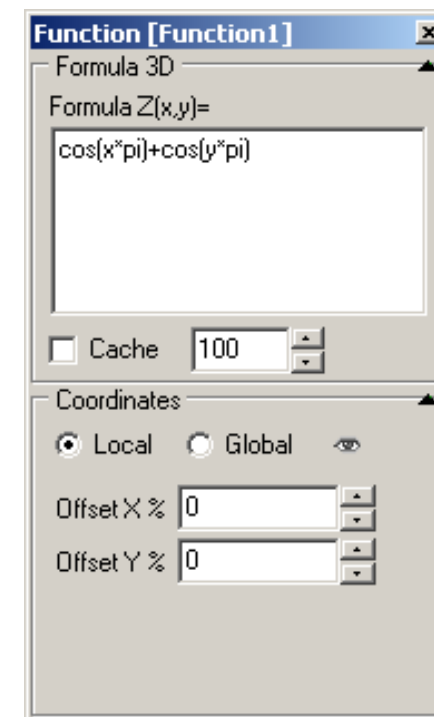 Function [Function1]
Formula 3D
Formula Z(x,y)=
cos(x*pi)+cos(y*pi)
Cache 100
Coordinates
Local Global
Offset X % 0
Offset Y % 0